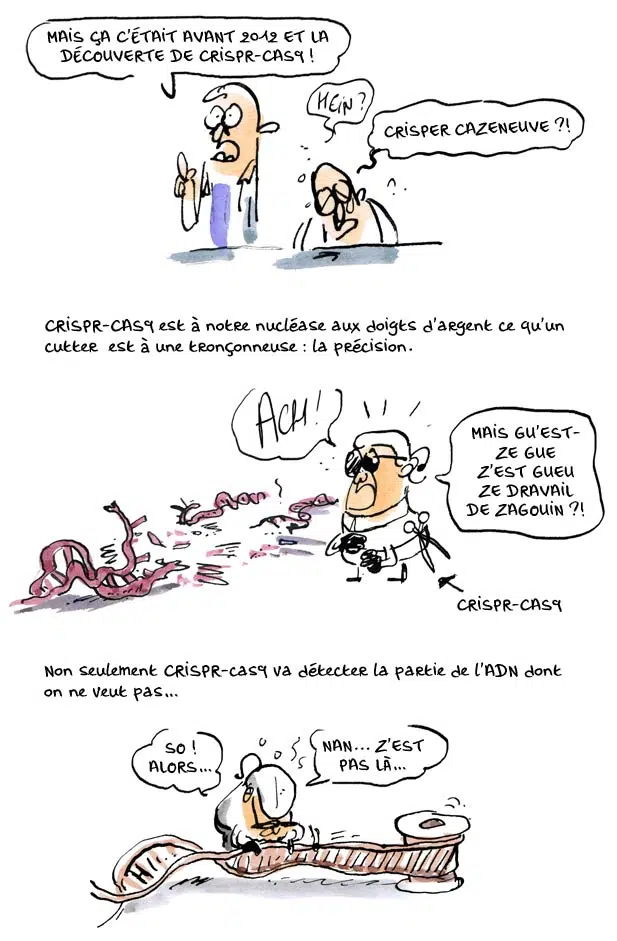 MAIS ÇA C'ÉTAIT AVANT 2012 ET LA
DÉCOUVERTE DE CRISPR-CAS9 !
HEIN ?
CRISPER CAZENEUVE ?!
CRISPR-CAS9 est à notre nucléase aux doigts d'argent ce qu'un
cutter est à une tronçonneuse : la précision.
ACH !
MAIS GU'EST-
ZE GUE
Z'EST GUEU
ZE DRAVAIL
DE ZAGOUIN ?!
CRISPR-CAS9
Non seulement CRISPR-cas9 va détecter la partie de l'ADN dont
on ne veut pas...
SO !
ALORS...
NAN... Z'EST
PAS LÀ...